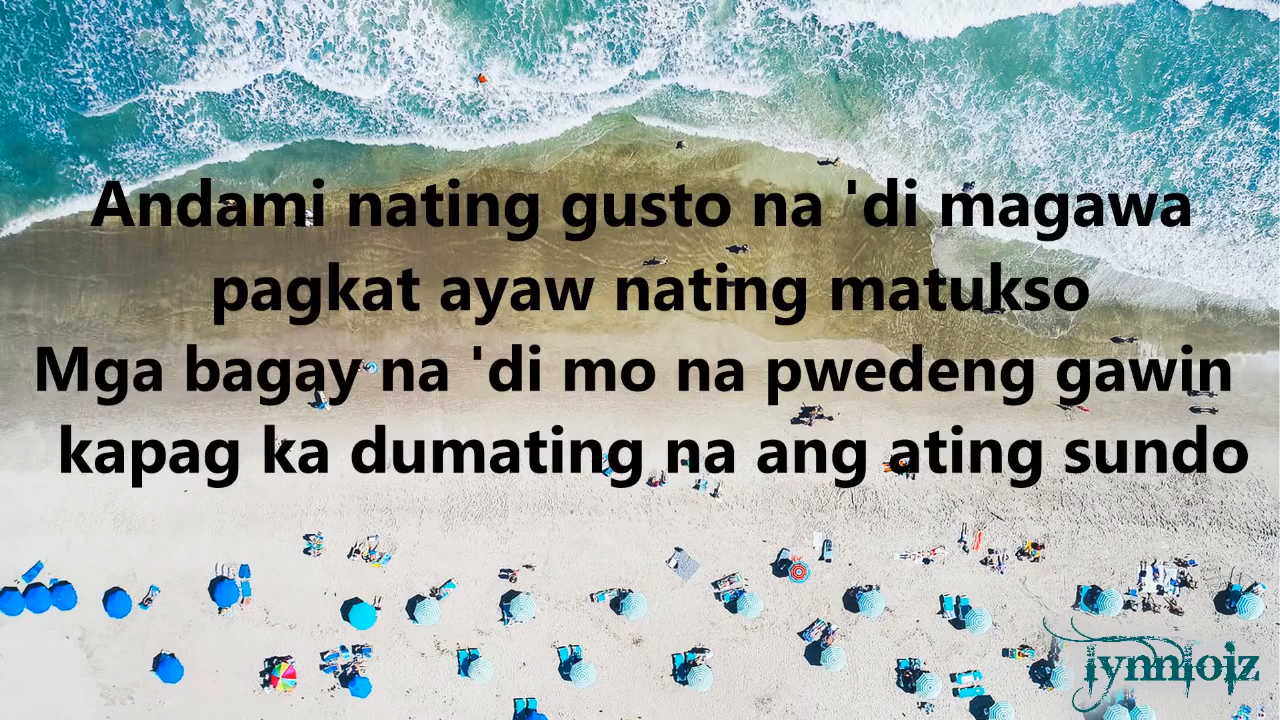 Andami nating gusto na 'di magawa
pagkat ayaw nating matukso
Mga bagay na 'di mo na pwedeng gawin
kapag ka dumating na ang ating sundo
lynnloiz